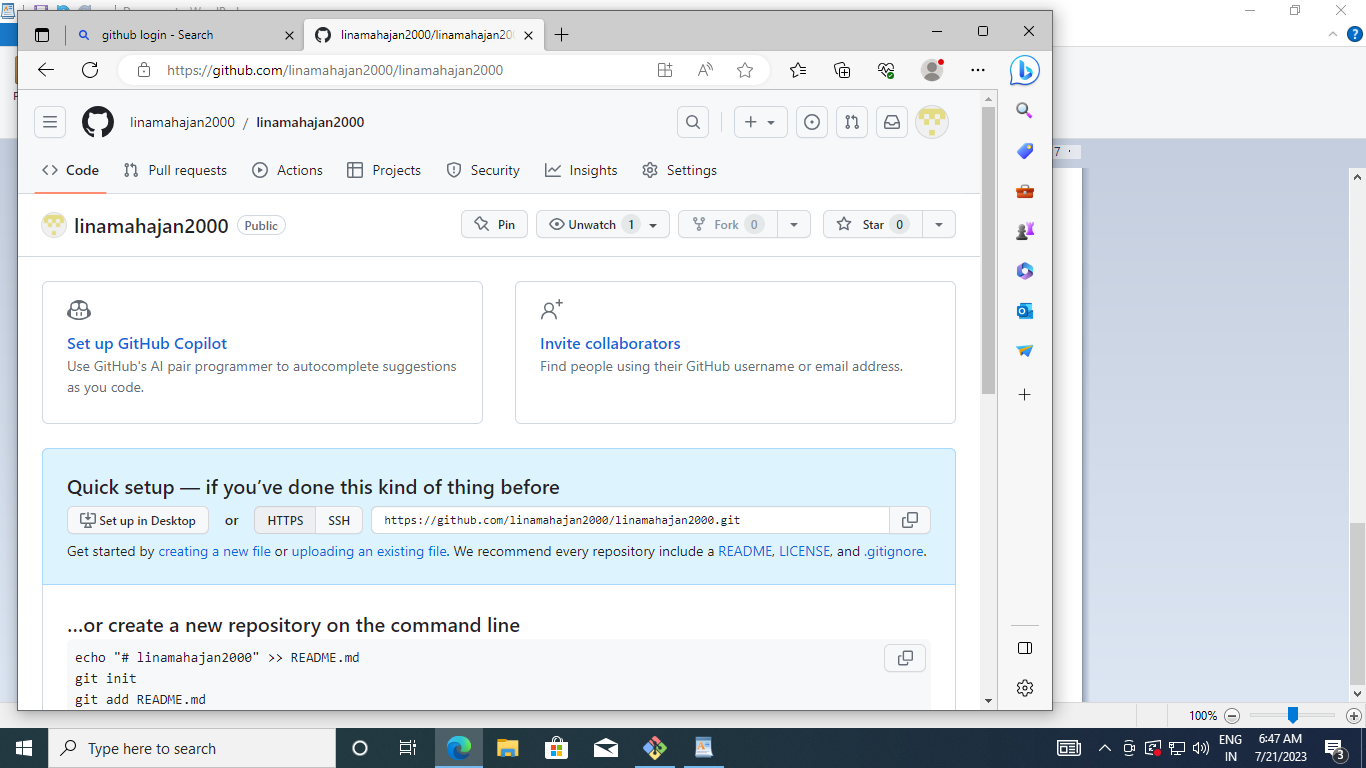 github login - Search
linamahajan2000/linamahajan20
https://github.com/linamahajan2000/linamahajan2000
linamahajan2000 / linamahajan2000
Code
Pull requests
Actions
Projects
Security
Insights
Settings
linamahajan2000
Public
Pin
Unwatch 1
Fork 0
Star 0
Set up GitHub Copilot
Use GitHub's AI pair programmer to autocomplete suggestions
as you code.
Invite collaborators
Find people using their GitHub username or email address.
Quick setup — if you’ve done this kind of thing before
Set up in Desktop
or
HTTPS
SSH
https://github.com/linamahajan2000/linamahajan2000.git
Get started by creating a new file or uploading an existing file. We recommend every repository include a README, LICENSE, and .gitignore.
…or create a new repository on the command line
echo "# linamahajan2000" >> README.md
git init
git add README.md
7
100%
Type here to search
ENG
IN
6:47 AM
7/21/2023
3